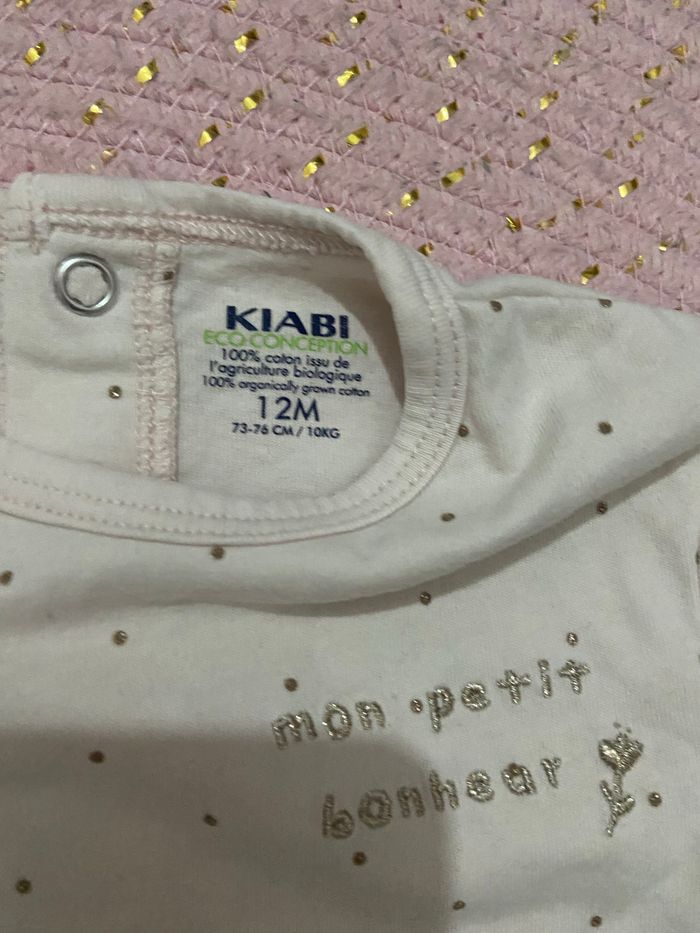 KIABI
ECO-CONCEPTION
100% coton issu de
l'agriculture biologique
100% organically grown cotton
12M
73-76 CM / 10KG
mon petit
bonheur